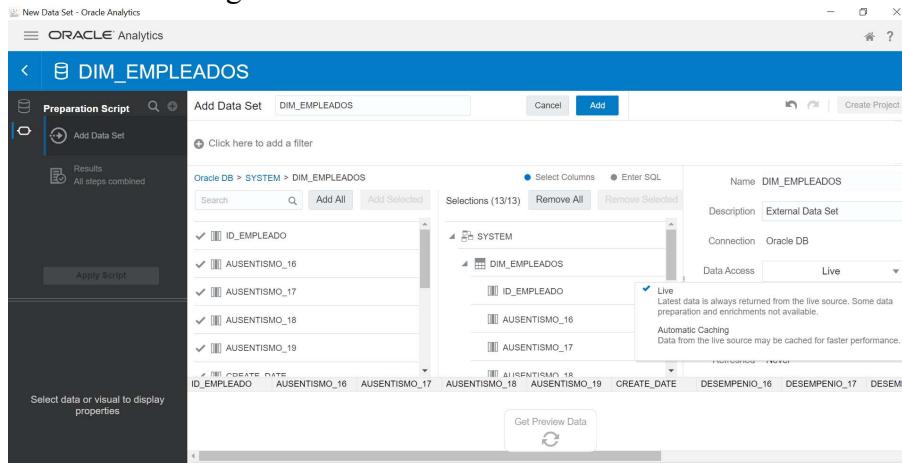 New Data Set - Oracle Analytics
ORACLE Analytics
?
DIM_EMPLEADOS
Preparation Script
Add Data Set
Results
All steps combined
Apply Script
Select data or visual to display
properties
Add Data Set
DIM_EMPLEADOS
Cancel
Add
Create Project
Click here to add a filter
Oracle DB > SYSTEM > DIM_EMPLEADOS
Select Columns
Enter SQL
Search
Add All
Add Selected
Selections (13/13)
Remove All
Remove Selected
ID_EMPLEADO
AUSENTISMO_16
AUSENTISMO_17
AUSENTISMO_18
AUSENTISMO_19
CREATE_DATE
SYSTEM
DIM_EMPLEADOS
ID_EMPLEADO
AUSENTISMO_16
AUSENTISMO_17
AUSENTISMO_18
Name DIM_EMPLEADOS
Description External Data Set
Connection Oracle DB
Data Access Live
Live
Latest data is always returned from the live source. Some data
preparation and enrichments not available.
Automatic Caching
Data from the live source may be cached for faster performance.
Refreshed Never
ID_EMPLEADO AUSENTISMO_16 AUSENTISMO_17 AUSENTISMO_18 AUSENTISMO_19 CREATE_DATE DESEMPENIO_16 DESEMPENIO_17 DESEM
Get Preview Data